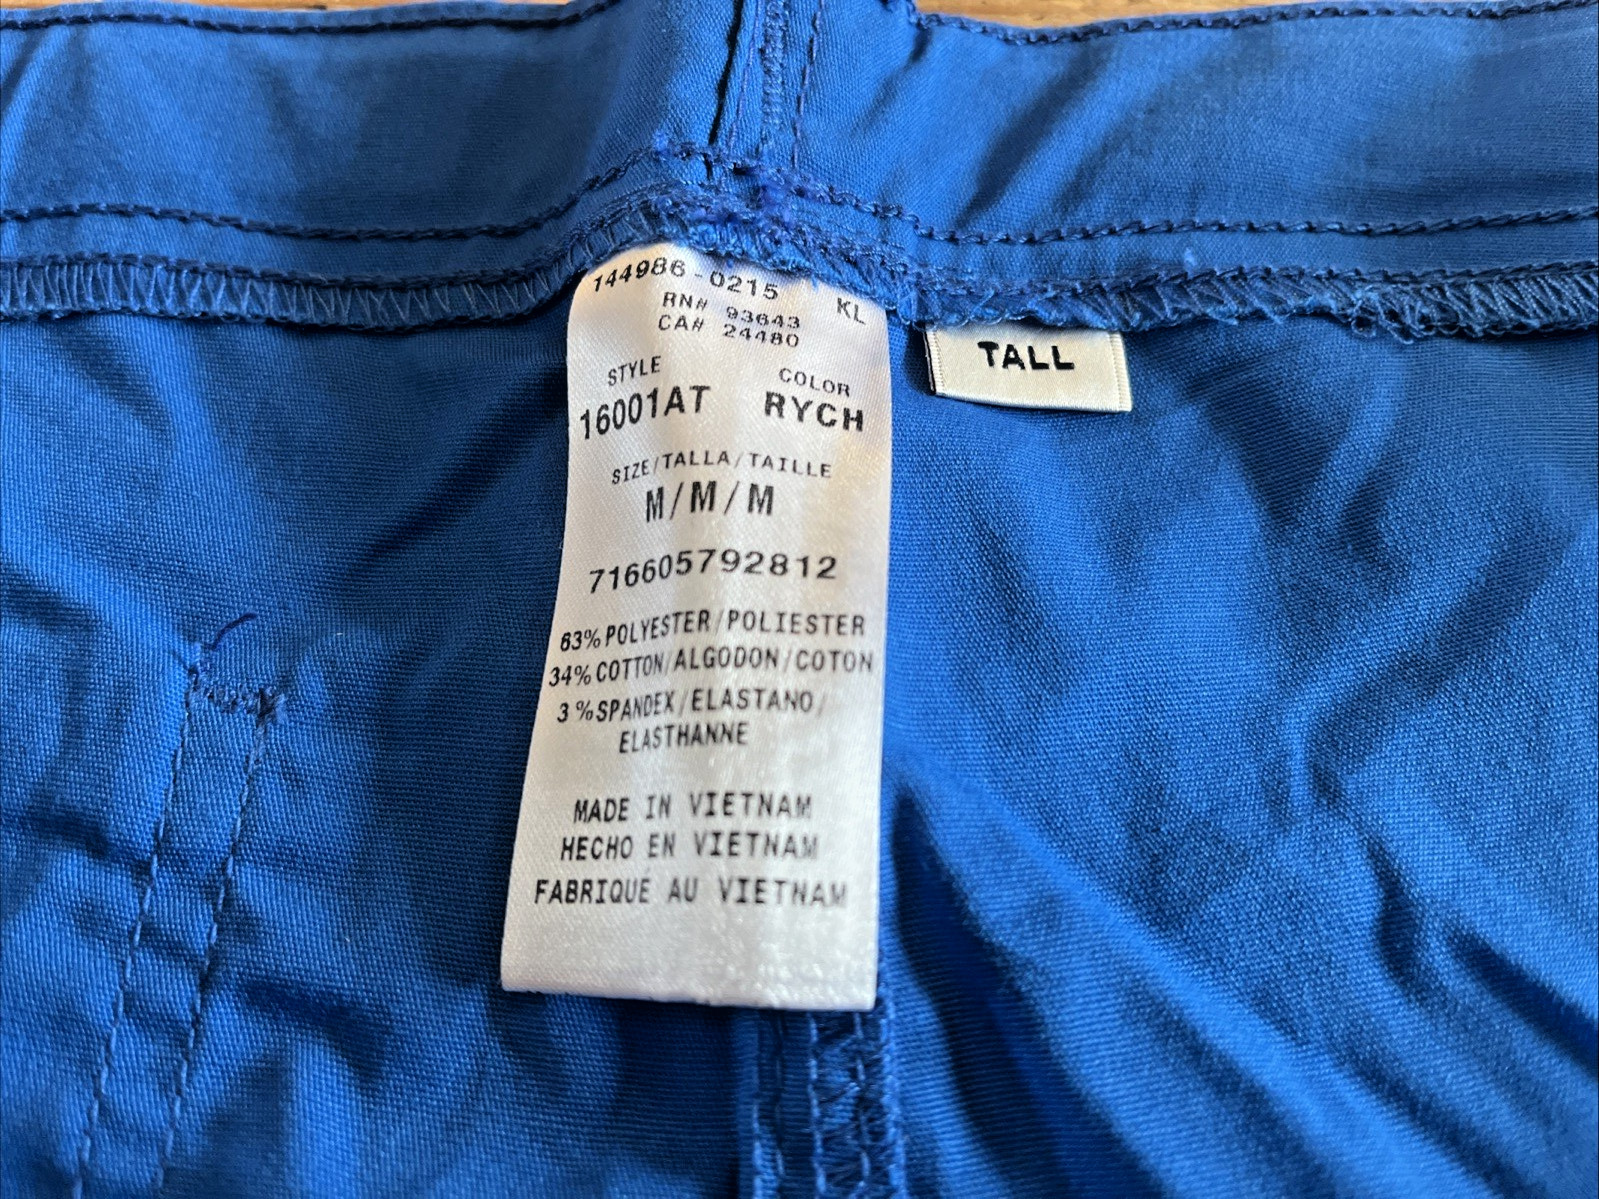 144986-0215 KL
RN# 93643
CA# 24480
STYLE COLOR
16001AT RYCH
SIZE/TALLA/TAILLE
M/M/M
716605792812
63% POLYESTER/POLIESTER
34% COTTON/ALGODON/COTON
3 % SPANDEX/ELASTANO/
ELASTHANNE
MADE IN VIETNAM
HECHO EN VIETNAM
FABRIQUE AU VIETNAM
TALL